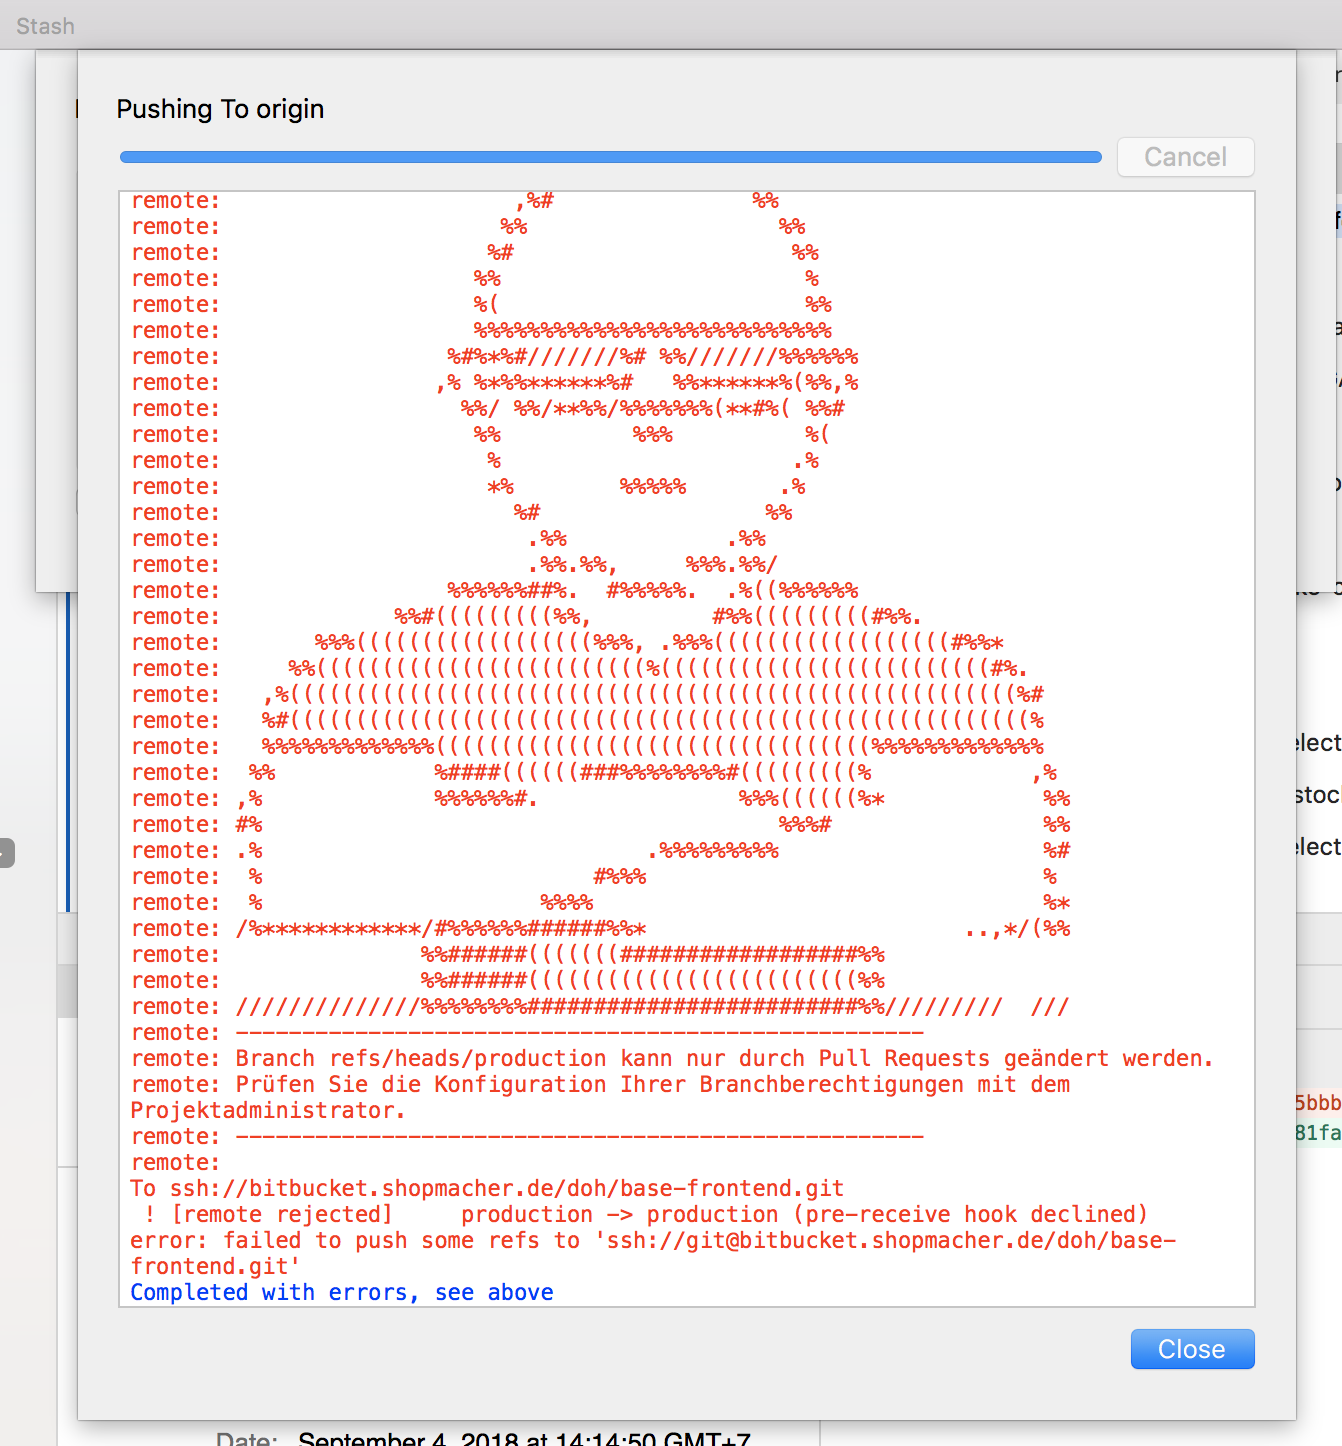 Stash
Pushing To origin
Cancel
remote:                       ,%#               %%
remote:                      %%                   %%
remote:                     %#                     %%
remote:                    %%                       %
remote:                    %(                       %%
remote:                    %%%%%%%%%%%%%%%%%%%%%%%%%%%
remote:                  %#%*%#///////%# %%///////%%%%%%
remote:                 ,% %*%%******%#   %%******%(%%,%
remote:                   %%/ %%/**%%/%%%%%%%(**#%( %%#
remote:                    %%          %%%          %(
remote:                     %                      .%
remote:                     *%        %%%%%       .%
remote:                       %#                 %%
remote:                        .%%            .%%
remote:                        .%%.%%,     %%%.%%/
remote:                  %%%%%%##%.  #%%%%%.  .%((%%%%%%
remote:              %%#(((((((((%%,         #%%(((((((((#%%.
remote:        %%%((((((((((((((((((%%%, .%%%((((((((((((((((((#%%*
remote:      %%(((((((((((((((((((((((((%(((((((((((((((((((((((((#%.
remote:    ,%(((((((((((((((((((((((((((((((((((((((((((((((((((((((%#
remote:    %#((((((((((((((((((((((((((((((((((((((((((((((((((((((((%
remote:    %%%%%%%%%%%%%(((((((((((((((((((((((((((((((((%%%%%%%%%%%%%
remote:   %%            %####((((((###%%%%%%%%#(((((((((%            ,%
remote:  ,%             %%%%%%#.               %%%((((((%*            %%
remote:  #%                                       %%%#                %%
remote:  .%                             .%%%%%%%%%                    %#
remote:   %                         #%%%                              %
remote:   %                     %%%%                                  %*
remote:  /%************/#%%%%%%######%%*                        ..,*/(%%
remote:                %%######(((((((##################%%
remote:                %%######(((((((((((((((((((((((((%%
remote:  //////////////%%%%%%%%#########################%%/////////  ///
remote:  ----------------------------------------------------
remote: Branch refs/heads/production kann nur durch Pull Requests geändert werden.
remote: Prüfen Sie die Konfiguration Ihrer Branchberechtigungen mit dem
Projektadministrator.
remote:  ----------------------------------------------------
remote:
To ssh://bitbucket.shopmacher.de/doh/base-frontend.git
! [remote rejected]     production -> production (pre-receive hook declined)
error: failed to push some refs to 'ssh://git@bitbucket.shopmacher.de/doh/base-
frontend.git'
Completed with errors, see above
Close
elect
stoc
elect
5bbb
81fa
Date: September 4, 2018 at 14:14:50 GMT+7